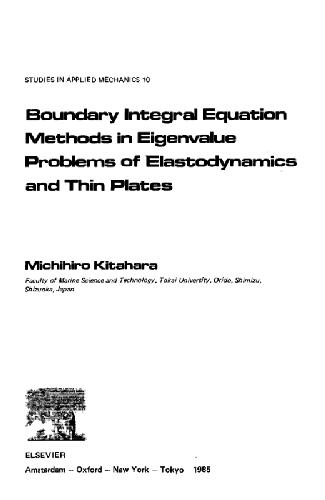 STUDIES IN APPLIED MECHANICS 10
Boundary Integral Equation
Methods in Eigenvalue
Problems of Elastodynamics
and Thin Plates
Michihiro Kitahara
Faculty of Marine Science and Technology, Tokai University, Orido, Shimizu,
Shizuoka, Japan
ELSEVIER
Amsterdam – Oxford – New York – Tokyo 1985